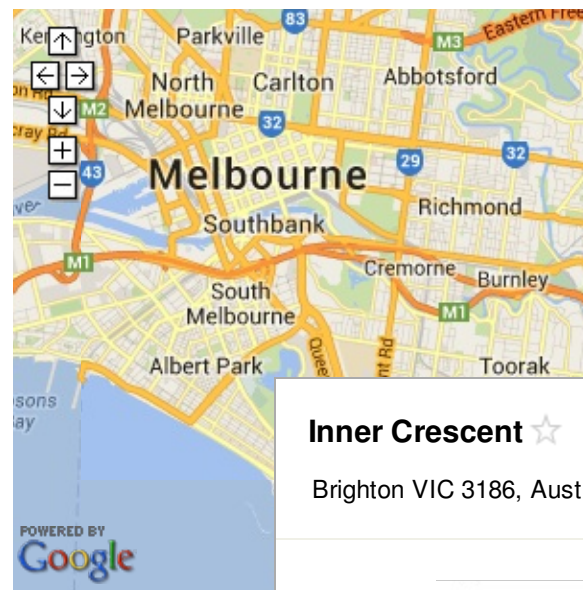 83
Parkville
Eastern Free
M3
North
Melbourne
Carlton
Abbotsford
M2
32
Melbourne
29
32
43
Richmond
Southbank
M1
Cremorne
Burnley
South
Melbourne
M1
Albert Park
Toorak
Inner Crescent
Brighton VIC 3186, Aust
POWERED BY
Google